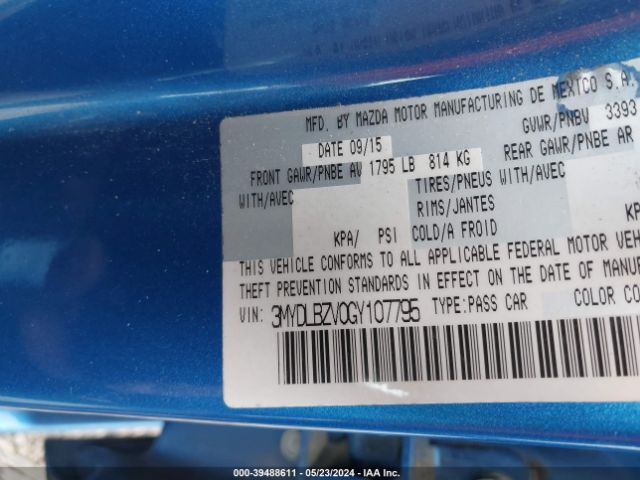 MFD. BY MAZDA MOTOR MANUFACTURING DE MEXICO S.A.
DATE 09/15 GVWR/PNBV 3393
FRONT GAWR/PNBE AV 1795 LB 814 KG REAR GAWR/PNBE AR
WITH/AVEC TIRES/PNEUS WITH/AVEC
RIMS/JANTES
KPA/ PSI COLD/A FROID KP
THIS VEHICLE CONFORMS TO ALL APPLICABLE FEDERAL MOTOR VEH
THEFT PREVENTION STANDARDS IN EFFECT ON THE DATE OF MANUF
VIN: 3MYDLBZV0GY107795 TYPE:PASS CAR COLOR CO
000-39488611 - 05/23/2024 - IAA Inc.